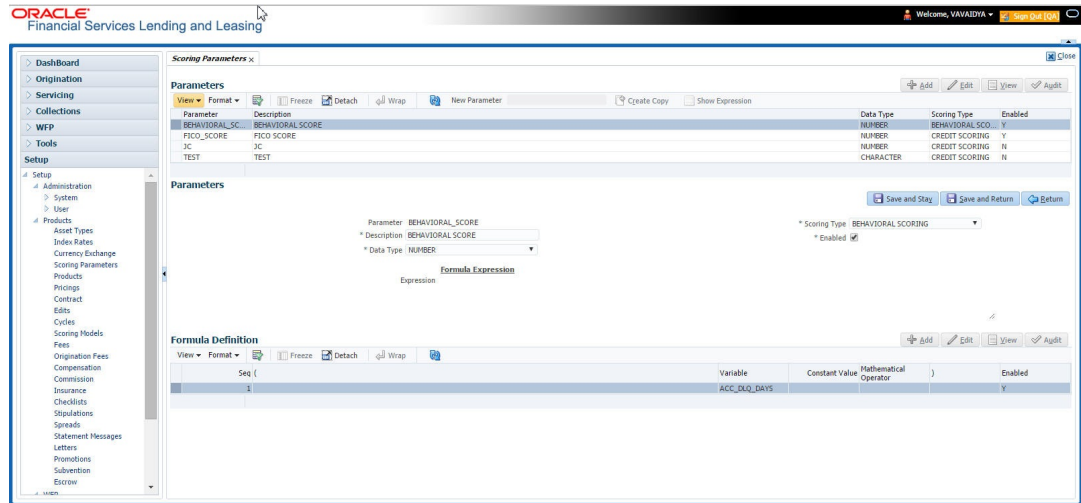 ORACLE
Financial Services Lending and Leasing
Welcome, VAVAIDYA
Sign Out [QA]
DashBoard
Origination
Servicing
Collections
WFP
Tools
Setup
Setup
Administration
System
User
Products
Asset Types
Index Rates
Currency Exchange
Scoring Parameters
Products
Pricings
Contract
Edits
Cycles
Scoring Models
Fees
Origination Fees
Compensation
Commission
Insurance
Checklists
Stipulations
Spreads
Statement Messages
Letters
Promotions
Subvention
Escrow
WFP
Scoring Parameters x
Close
Parameters
Add Edit View Audit
View Format Freeze Detach Wrap New Parameter Create Copy Show Expression
Parameter Description Data Type Scoring Type Enabled
BEHAVIORAL_SC... BEHAVIORAL SCORE NUMBER BEHAVIORAL SCO... Y
FICO_SCORE FICO SCORE NUMBER CREDIT SCORING Y
JC JC NUMBER CREDIT SCORING N
TEST TEST CHARACTER CREDIT SCORING N
Parameters
Save and Stay Save and Return Return
Parameter BEHAVIORAL_SCORE
* Description BEHAVIORAL SCORE
* Data Type NUMBER
* Scoring Type BEHAVIORAL SCORING
* Enabled
Formula Expression
Expression
Formula Definition
Add Edit View Audit
View Format Freeze Detach Wrap
Seq ( Variable Constant Value Mathematical Operator ) Enabled
1 ACC_DLQ_DAYS Y